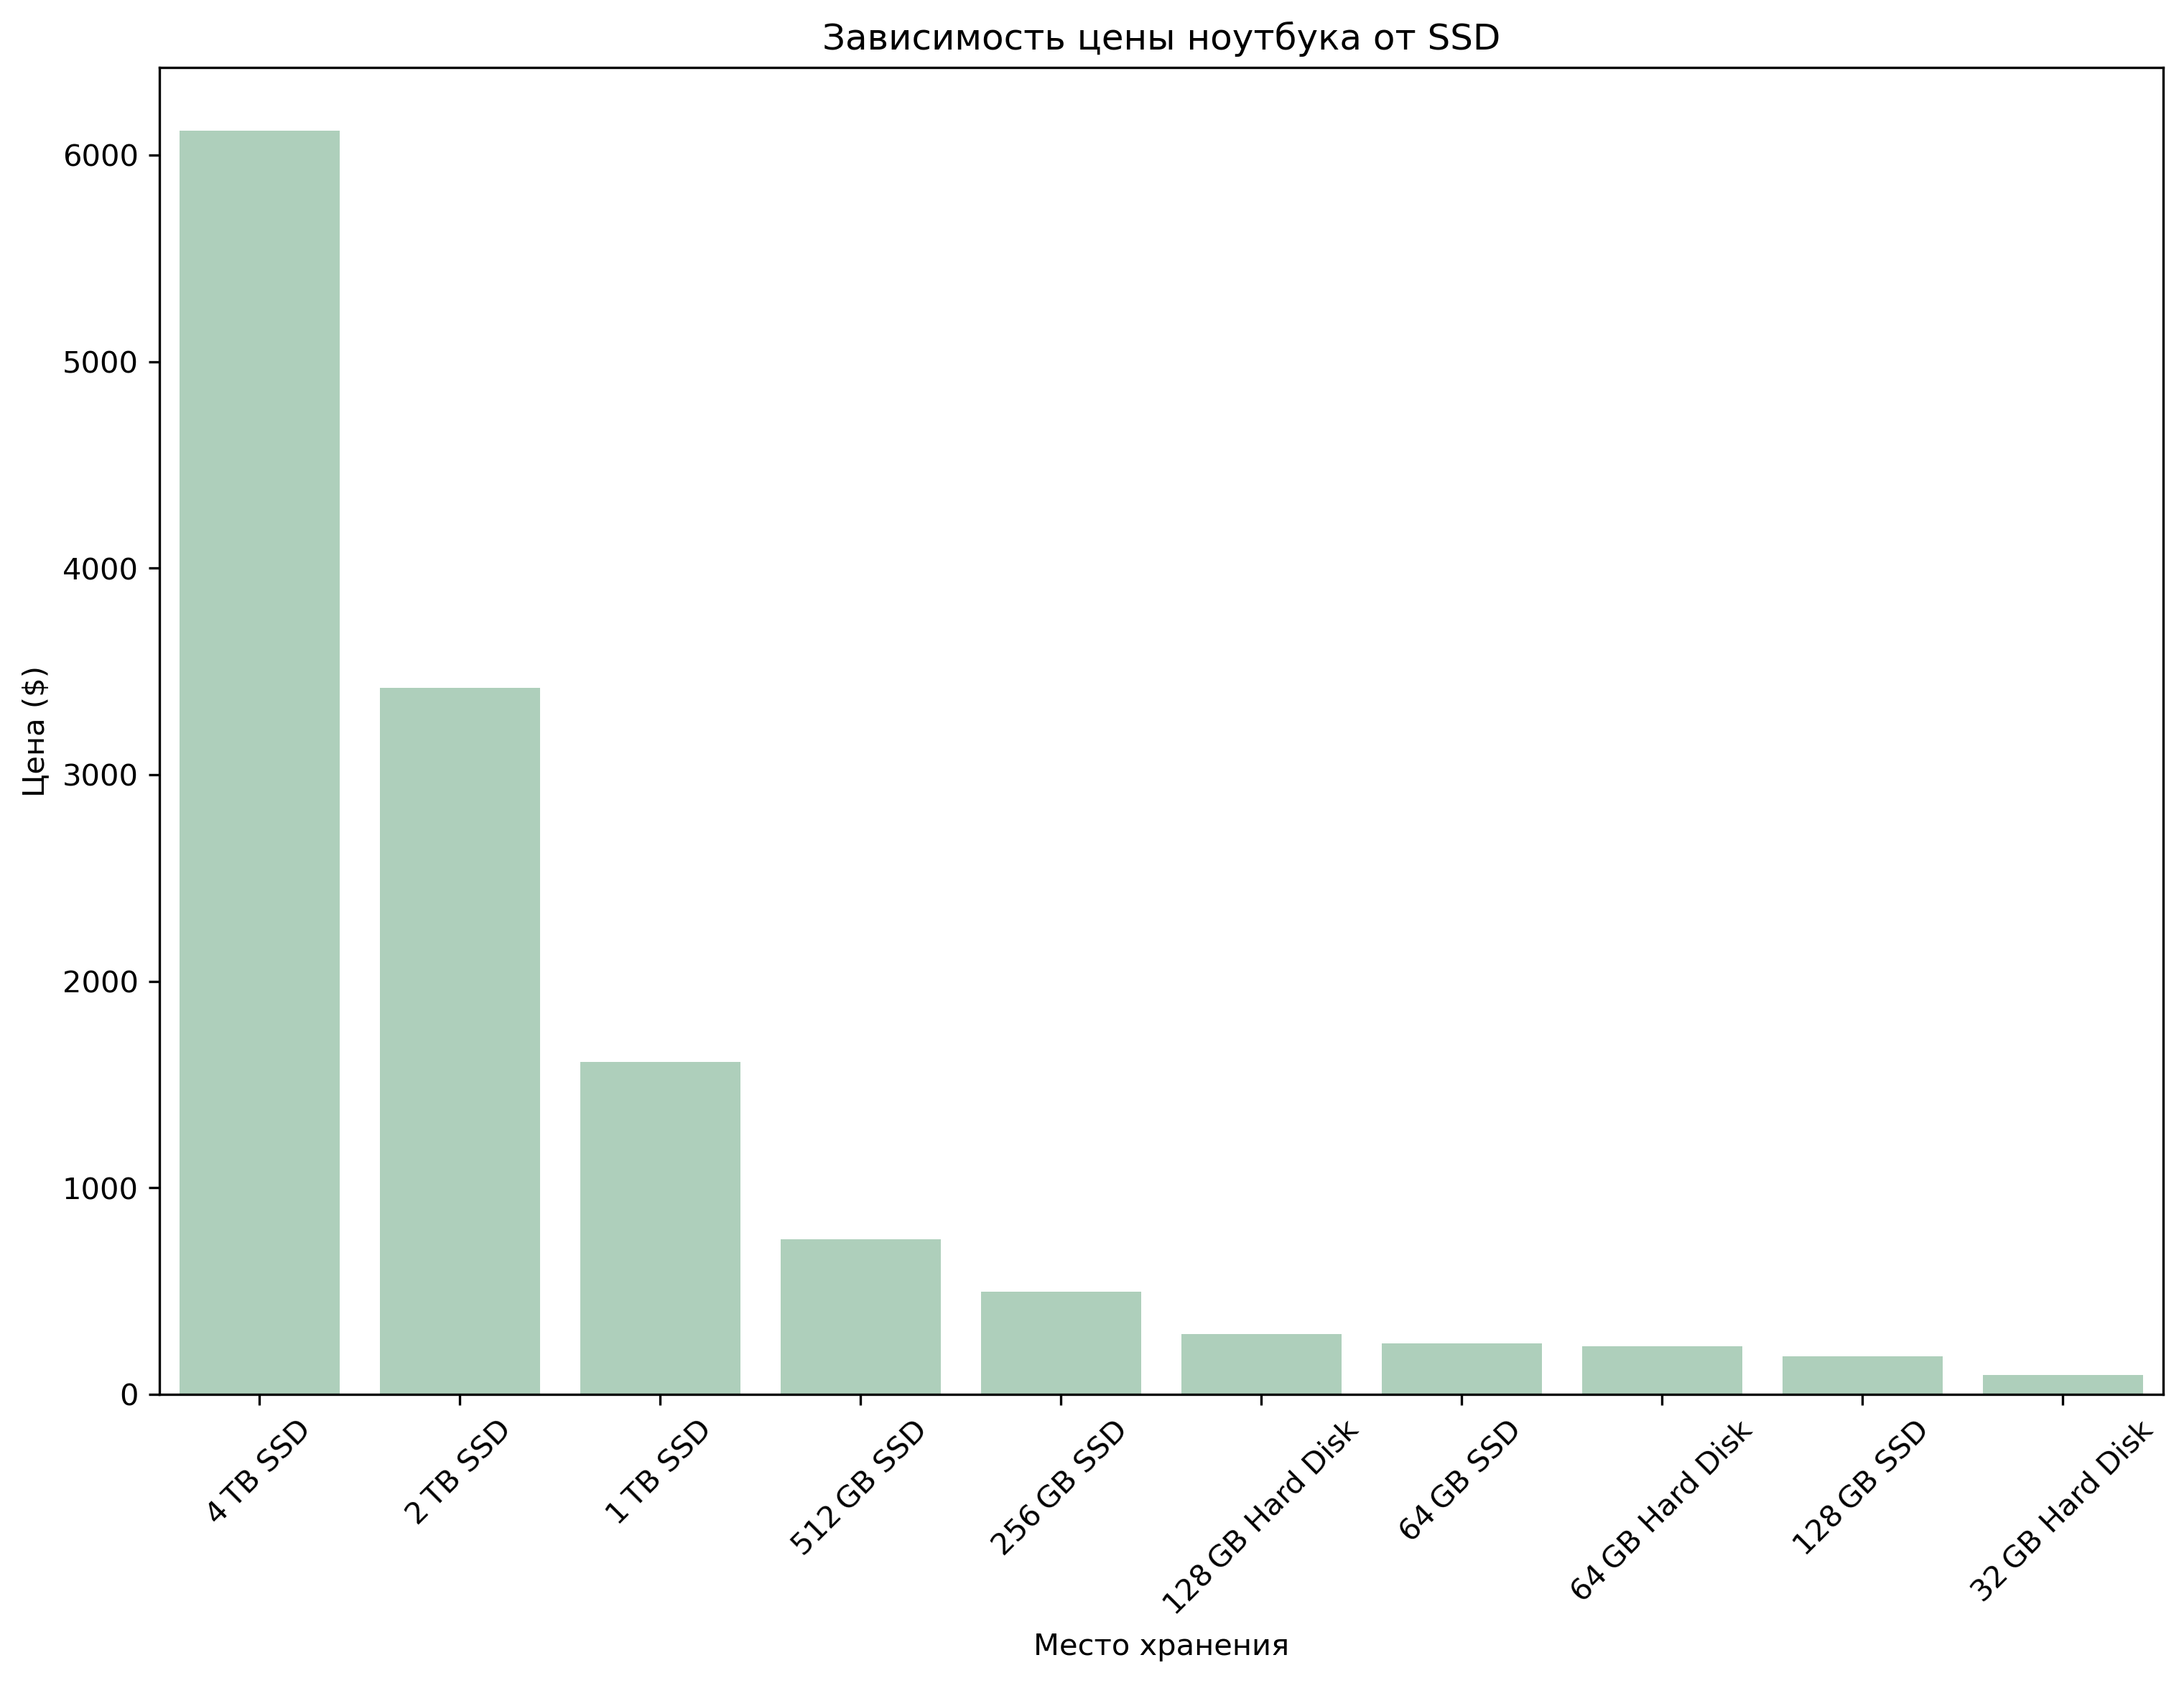 Зависимость цены ноутбука от SSD
Цена ($)
6000
5000
4000
3000
2000
1000
0
4 TB SSD
2 TB SSD
1 TB SSD
512 GB SSD
256 GB SSD
128 GB Hard Disk
64 GB SSD
64 GB Hard Disk
128 GB SSD
32 GB Hard Disk
Место хранения